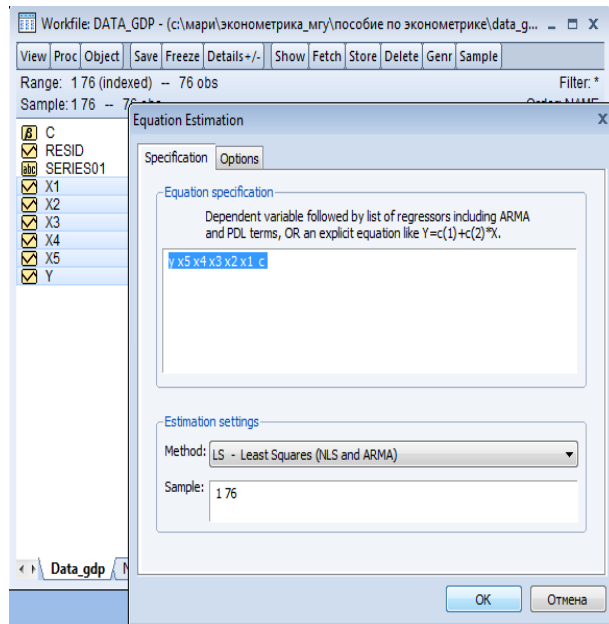 Workfile: DATA_GDP - (c:\мари\эконометрика_мгу\пособие по эконометрике\data_g...
View Proc Object Save Freeze Details+/- Show Fetch Store Delete Genr Sample
Range: 1 76 (indexed) -- 76 obs
Filter: *
Sample: 1 76 --
C
RESID
abc SERIES01
X1
X2
X3
X4
X5
Y
Data_gdp
Equation Estimation
Specification Options
Equation specification
Dependent variable followed by list of regressors including ARMA
and PDL terms, OR an explicit equation like Y=c(1)+c(2)*X.
y x5 x4 x3 x2 x1 c
Estimation settings
Method: LS - Least Squares (NLS and ARMA)
Sample: 1 76
OK Отмена